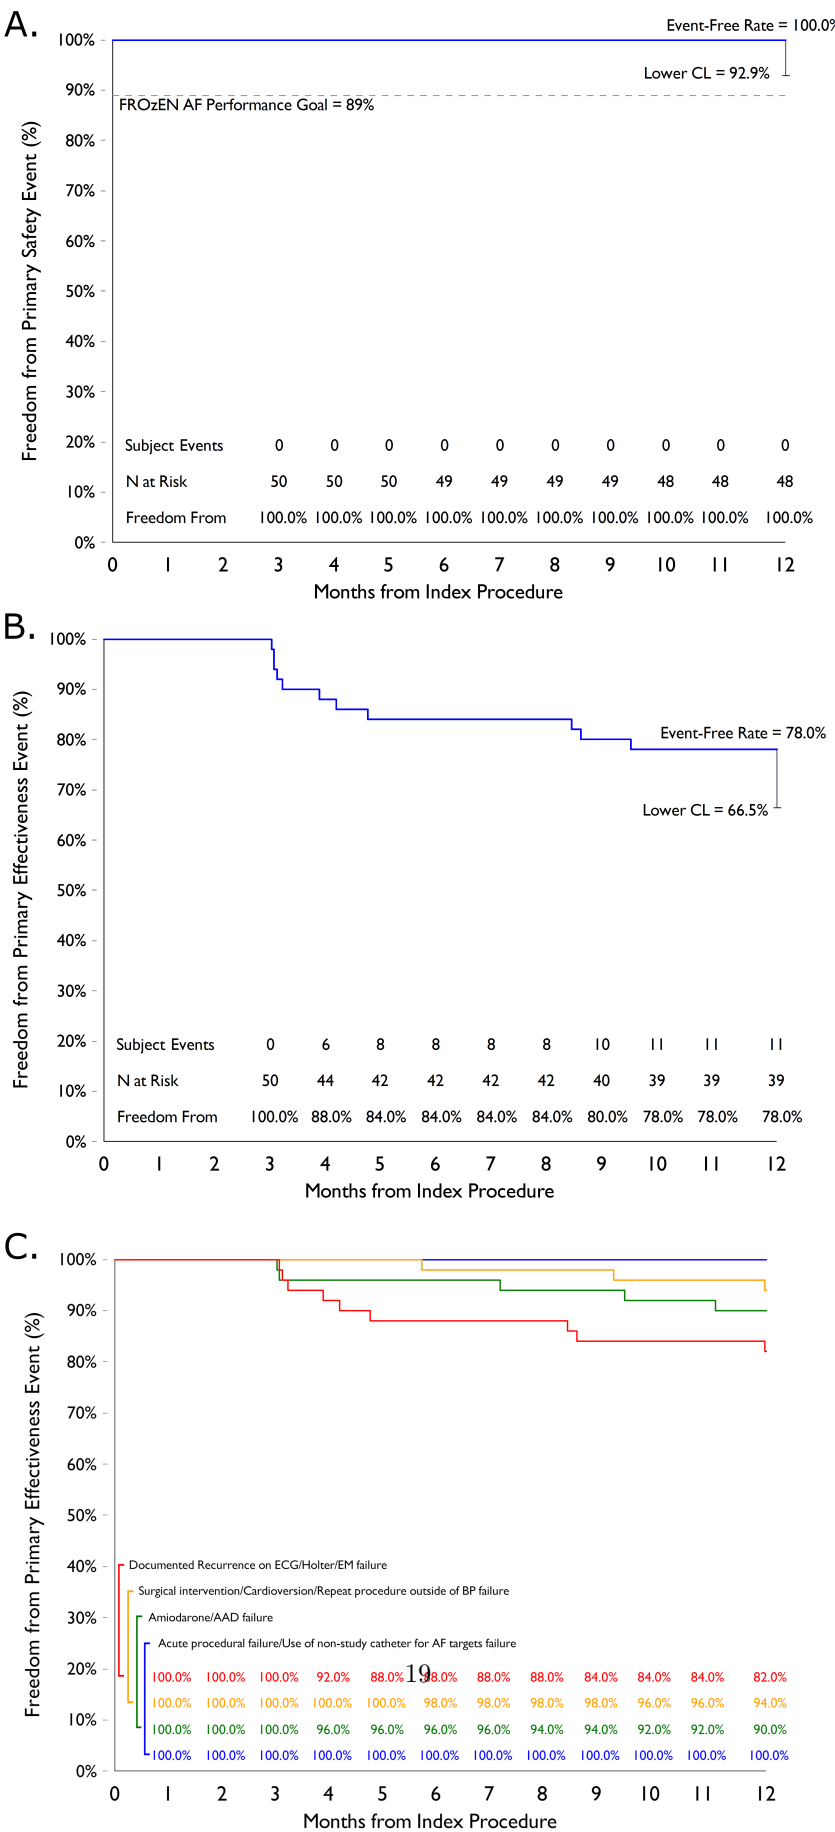 A.
Event-Free Rate = 100.0%
100%
Lower CL = 92.9%
90%
FROzEN AF Performance Goal = 89%
80%
70%
60%
50%
40%
30%
20%
10%
0%
Freedom from Primary Safety Event (%)
Subject Events 0 0 0 0 0 0 0 0 0 0
N at Risk 50 50 50 49 49 49 49 48 48 48
Freedom From 100.0% 100.0% 100.0% 100.0% 100.0% 100.0% 100.0% 100.0% 100.0% 100.0%
0 1 2 3 4 5 6 7 8 9 10 11 12
Months from Index Procedure
B.
100%
90%
Event-Free Rate = 78.0%
80%
70%
Lower CL = 66.5%
60%
50%
40%
30%
20%
10%
0%
Freedom from Primary Effectiveness Event (%)
Subject Events 0 6 8 8 8 8 10 11 11 11
N at Risk 50 44 42 42 42 42 40 39 39 39
Freedom From 100.0% 88.0% 84.0% 84.0% 84.0% 84.0% 80.0% 78.0% 78.0% 78.0%
0 1 2 3 4 5 6 7 8 9 10 11 12
Months from Index Procedure
C.
100%
90%
80%
70%
60%
50%
40%
30%
20%
10%
0%
Freedom from Primary Effectiveness Event (%)
Documented Recurrence on ECG/Holter/EM failure
Surgical intervention/Cardioversion/Repeat procedure outside of BP failure
Amiodarone/AAD failure
Acute procedural failure/Use of non-study catheter for AF targets failure
19
100.0% 100.0% 100.0% 92.0% 88.0% 88.0% 88.0% 88.0% 84.0% 84.0% 84.0% 82.0%
100.0% 100.0% 100.0% 100.0% 100.0% 98.0% 98.0% 98.0% 98.0% 96.0% 96.0% 94.0%
100.0% 100.0% 100.0% 96.0% 96.0% 96.0% 96.0% 94.0% 94.0% 92.0% 92.0% 90.0%
100.0% 100.0% 100.0% 100.0% 100.0% 100.0% 100.0% 100.0% 100.0% 100.0% 100.0% 100.0%
0 1 2 3 4 5 6 7 8 9 10 11 12
Months from Index Procedure